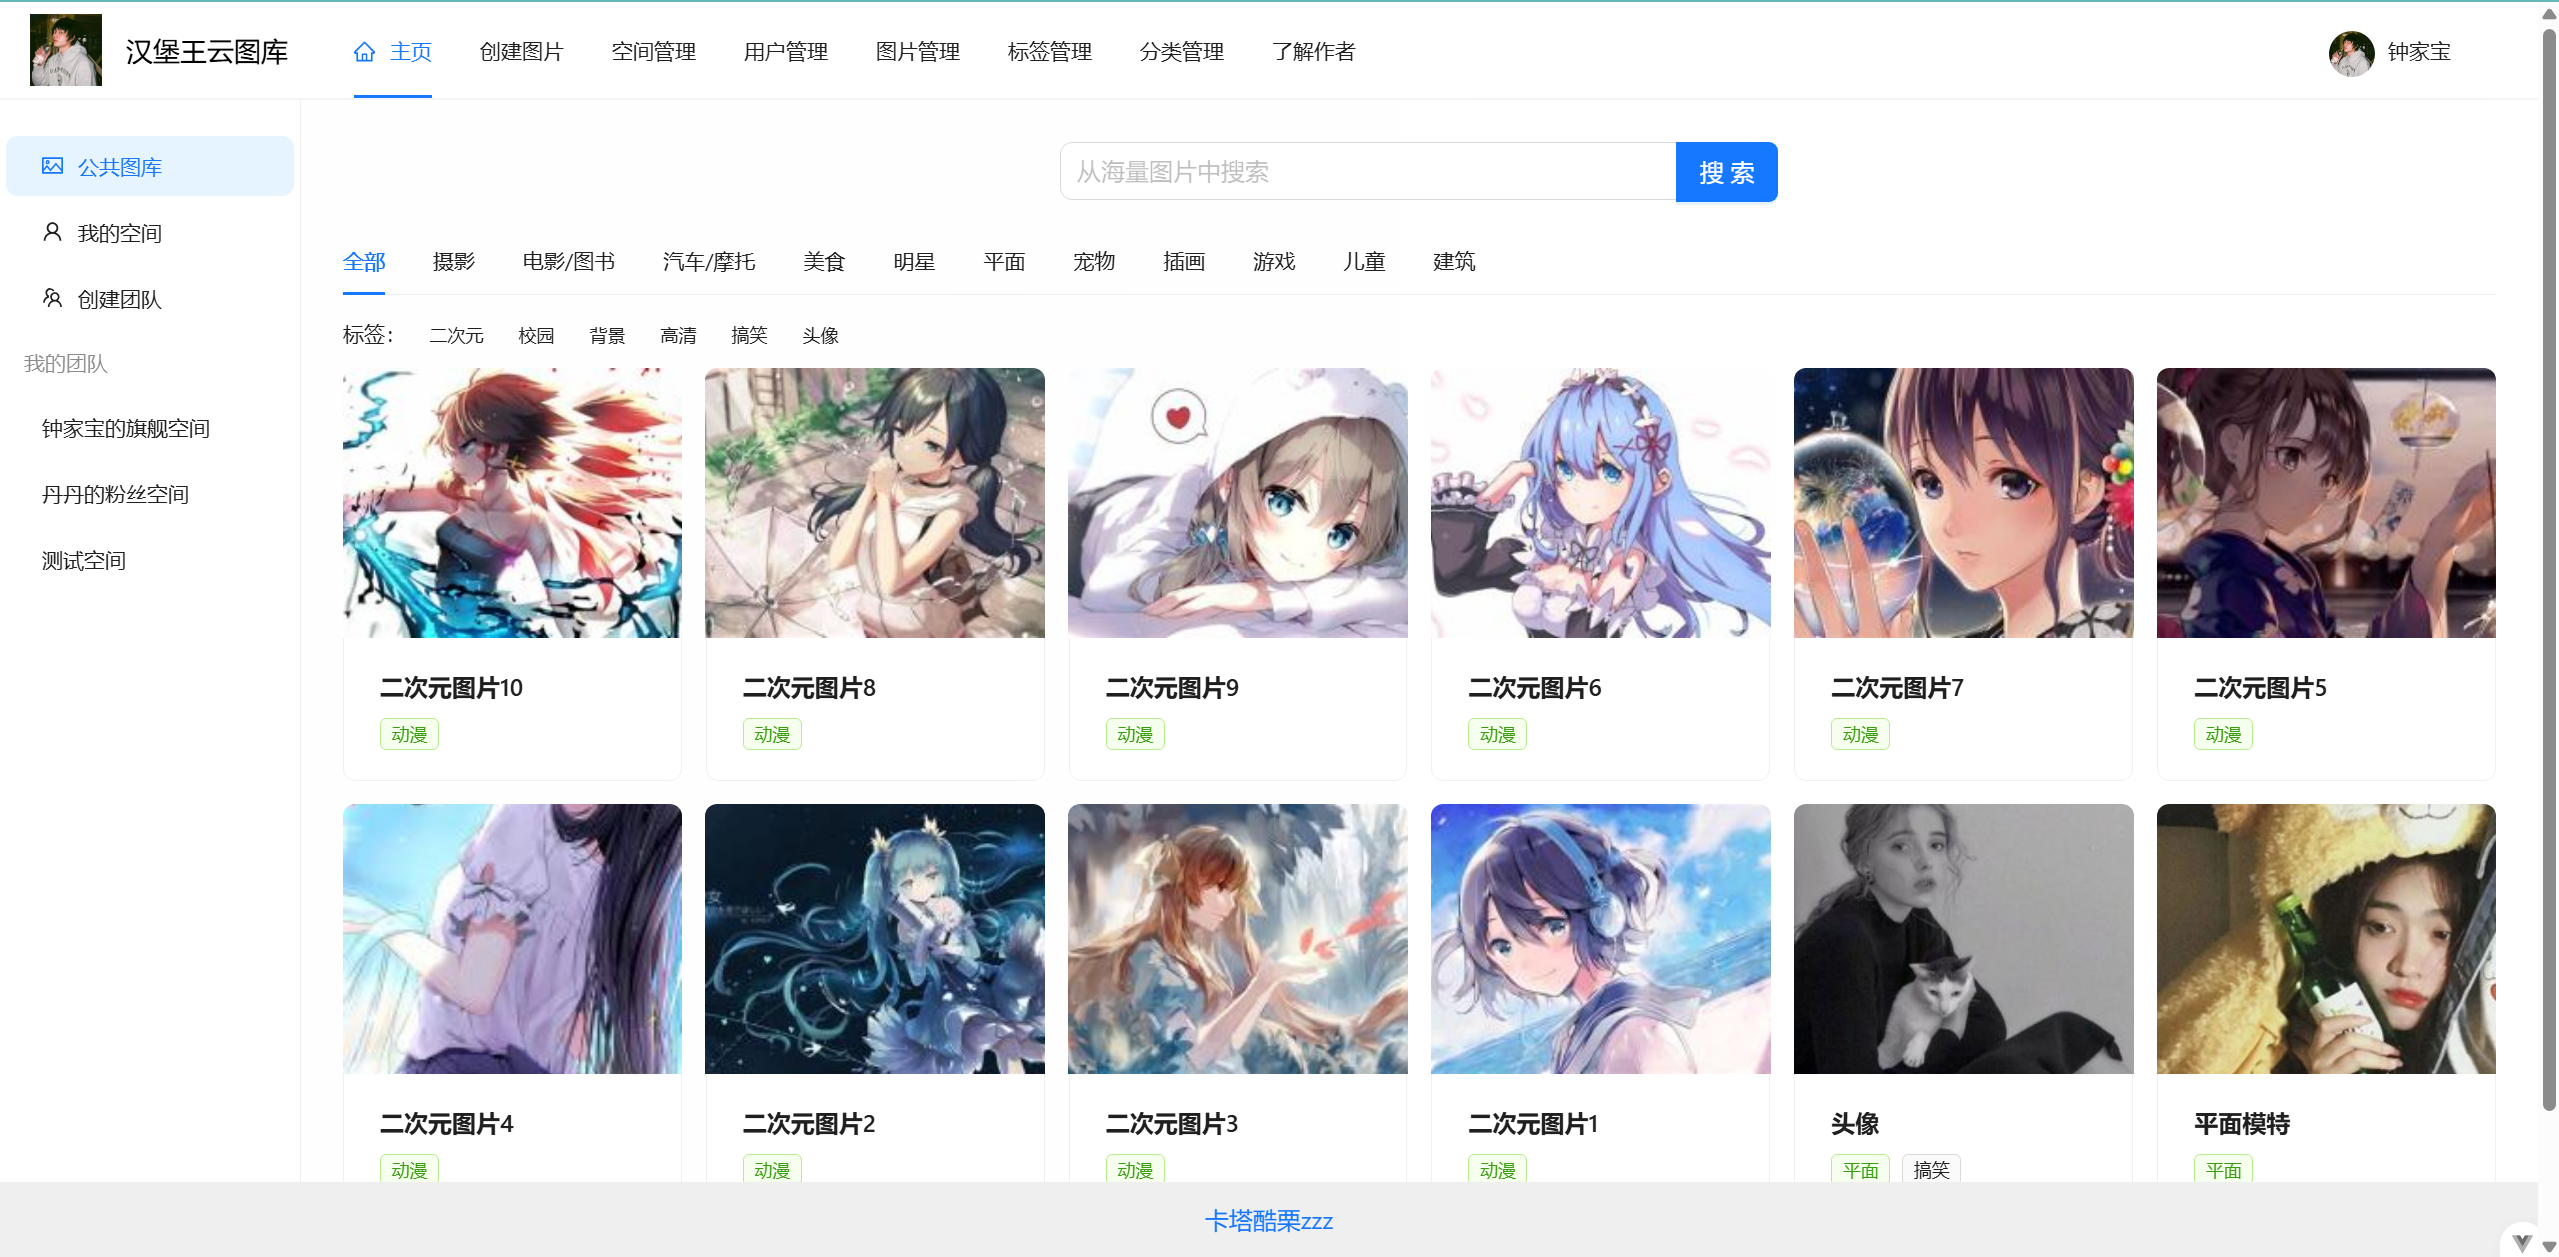 汉堡王云图库
主页 创建图片 空间管理 用户管理 图片管理 标签管理 分类管理 了解作者
钟家宝
公共图库
我的空间
创建团队
我的团队
钟家宝的旗舰空间
丹丹的粉丝空间
测试空间
从海量图片中搜索 搜 索
全部 摄影 电影/图书 汽车/摩托 美食 明星 平面 宠物 插画 游戏 儿童 建筑
标签： 二次元 校园 背景 高清 搞笑 头像
二次元图片10 二次元图片8 二次元图片9 二次元图片6 二次元图片7 二次元图片5
动漫 动漫 动漫 动漫 动漫 动漫
二次元图片4 二次元图片2 二次元图片3 二次元图片1 头像 平面模特
动漫 动漫 动漫 动漫 平面 搞笑 平面
卡塔酷栗zzz